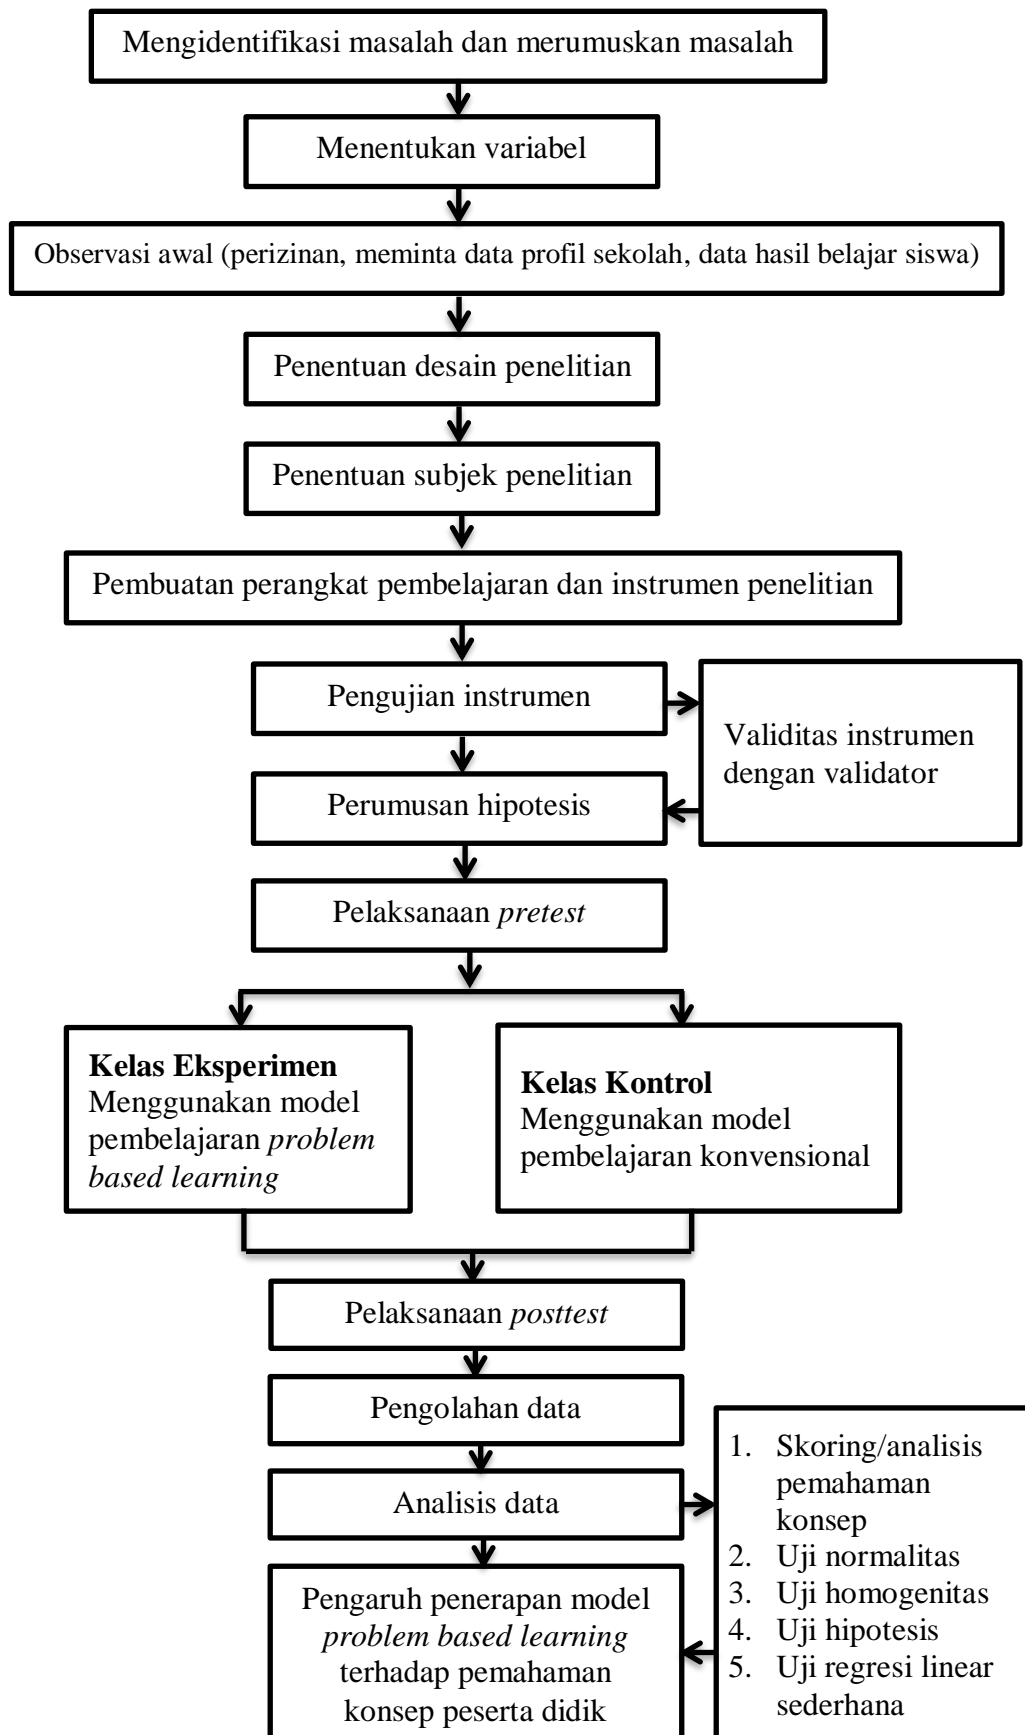 Mengidentifikasi masalah dan merumuskan masalah
Menentukan variabel
Observasi awal (perizinan, meminta data profil sekolah, data hasil belajar siswa)
Penentuan desain penelitian
Penentuan subjek penelitian
Pembuatan perangkat pembelajaran dan instrumen penelitian
Pengujian instrumen
Validitas instrumen
dengan validator
Perumusan hipotesis
Pelaksanaan pretest
Kelas Eksperimen
Menggunakan model
pembelajaran problem
based learning
Kelas Kontrol
Menggunakan model
pembelajaran konvensional
Pelaksanaan posttest
Pengolahan data
Analisis data
1. Skoring/analisis
pemahaman
konsep
2. Uji normalitas
3. Uji homogenitas
4. Uji hipotesis
5. Uji regresi linear
sederhana
Pengaruh penerapan model
problem based learning
terhadap pemahaman
konsep peserta didik